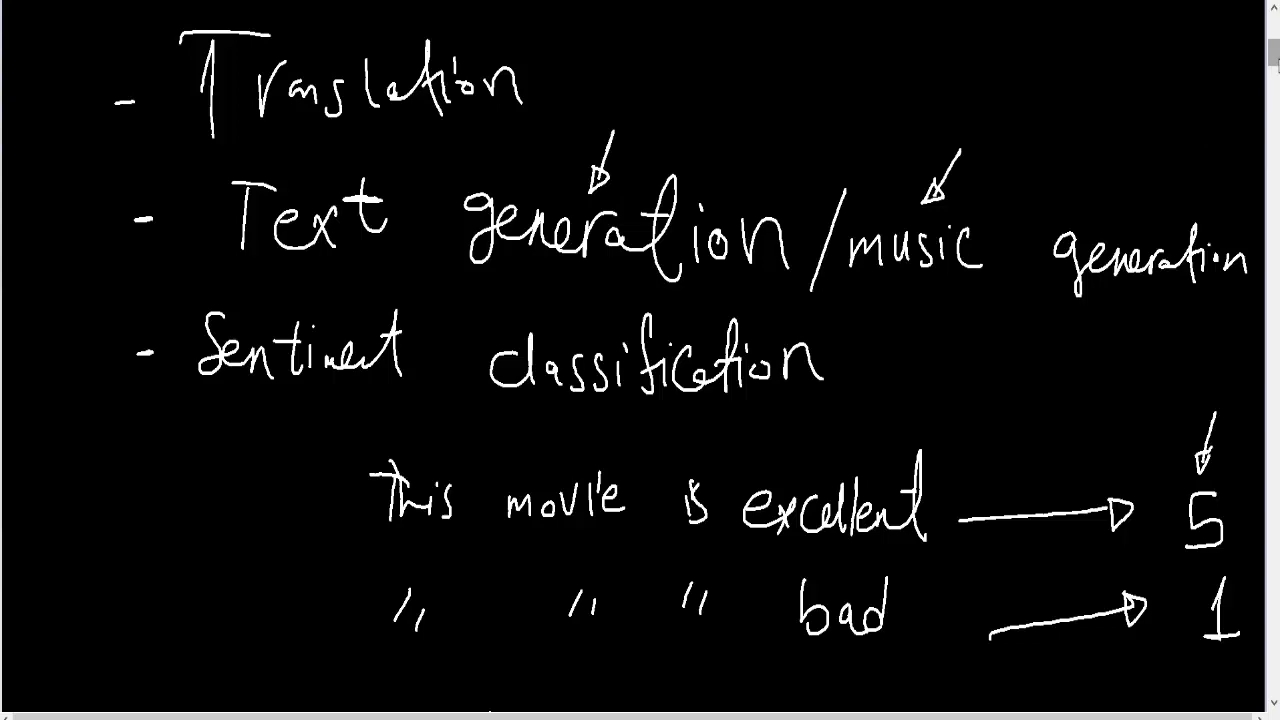 - Translation
- Text generation / music generation
- Sentiment classification
This movie is excellent → 5
" " " bad → 1